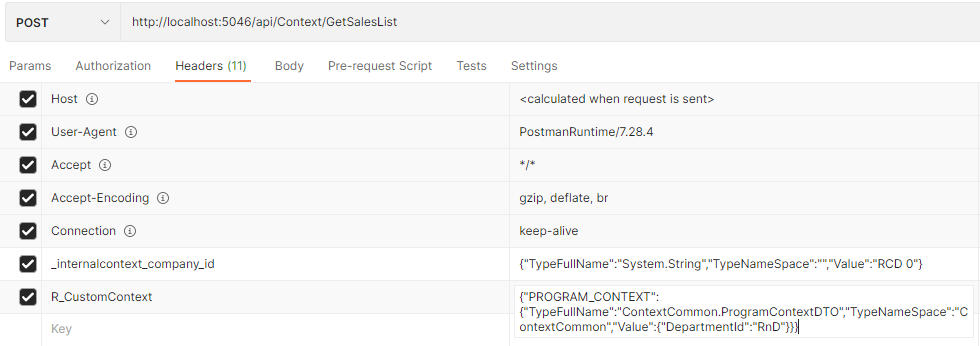 POST http://localhost:5046/api/Context/GetSalesList
Params Authorization Headers (11) Body Pre-request Script Tests Settings
Host <calculated when request is sent>
User-Agent PostmanRuntime/7.28.4
Accept */*
Accept-Encoding gzip, deflate, br
Connection keep-alive
_internalcontext_company_id {"TypeFullName":"System.String","TypeNameSpace":"","Value":"RCD 0"}
R_CustomContext {"PROGRAM_CONTEXT":
{"TypeFullName":"ContextCommon.ProgramContextDTO","TypeNameSpace":"C
ontextCommon","Value":{"DepartmentId":"RnD"}}}
Key